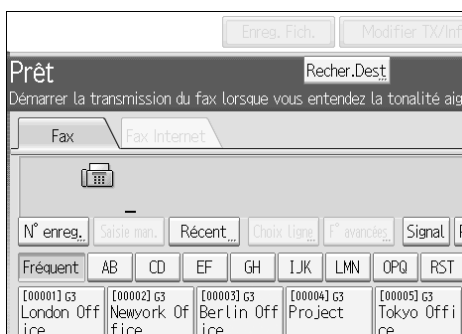 Enreg. Fich. Modifier TX/Inf
Prêt Recher.Dest.
Démarrer la transmission du fax lorsque vous entendez la tonalité aig
Fax Fax Internet
N° enreg. Saisie man. Récent Choix ligne F° avancées Signal
Fréquent AB CD EF GH IJK LMN OPQ RST
[00001] G3 [00002] G3 [00003] G3 [00004] G3 [00005] G3
London Off Newyork Of Berlin Off Project Tokyo Offi
ice fice ice ce